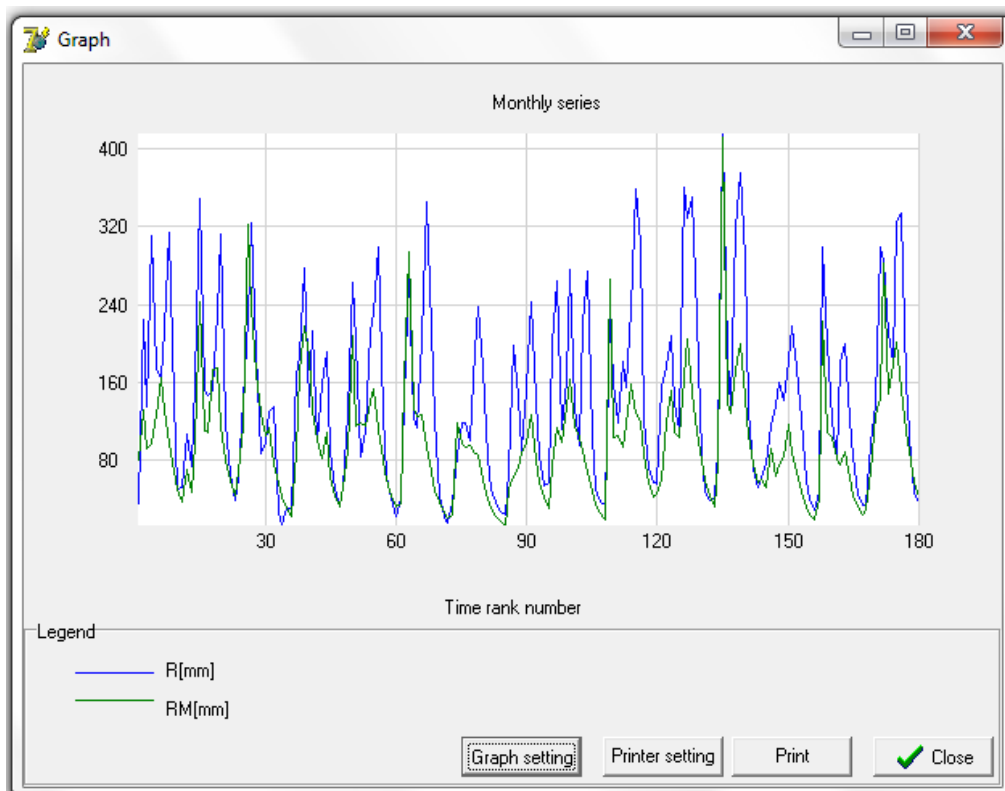 Graph
Monthly series
400
320
240
160
80
30 60 90 120 150 180
Time rank number
Legend
R[mm]
RM[mm]
Graph setting Printer setting Print Close